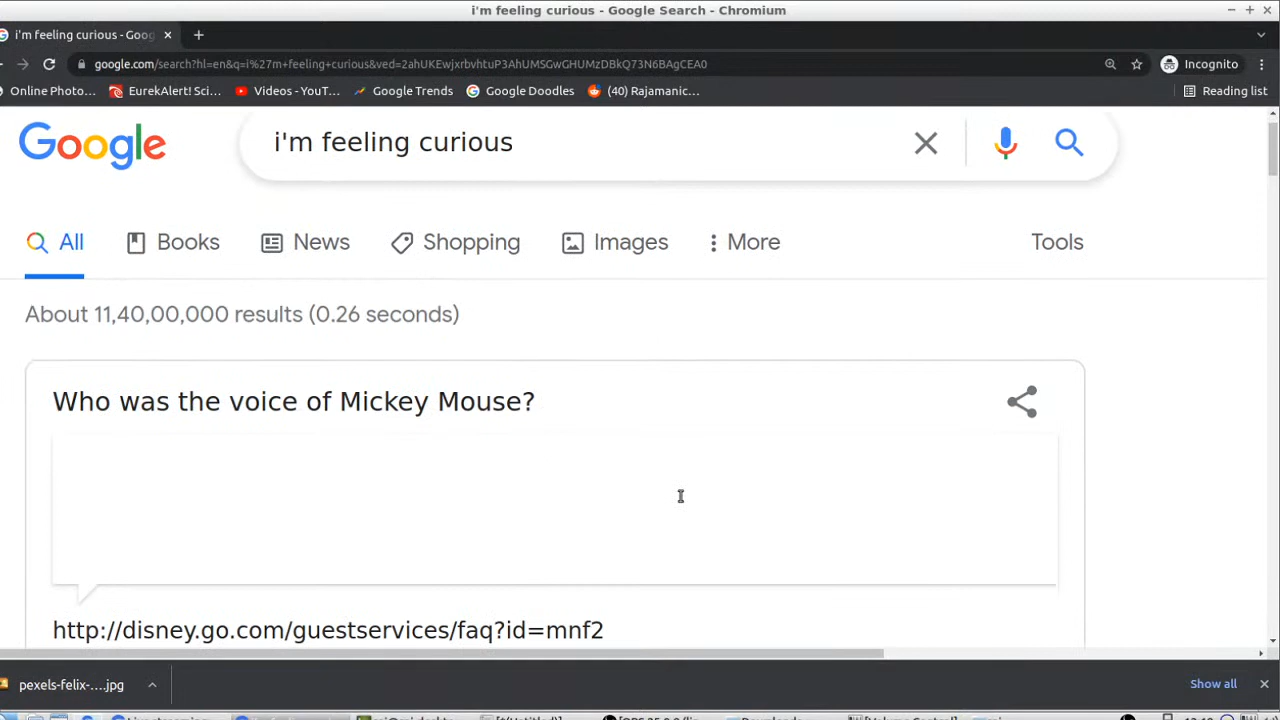 i'm feeling curious - Google Search - Chromium
i'm feeling curious - Goog
google.com/search?hl=en&q=i%27m+feeling+curious&ved=2ahUKEwjxrbvhtuP3AhUMSGwGHUMzDBkQ73N6BAgCEA0
Incognito
Online Photo… EurekAlert! Sci… Videos - YouT… Google Trends Google Doodles (40) Rajamanic… Reading list
Google i'm feeling curious
All Books News Shopping Images More Tools
About 11,40,00,000 results (0.26 seconds)
Who was the voice of Mickey Mouse?
http://disney.go.com/guestservices/faq?id=mnf2
pexels-felix-....jpg Show all